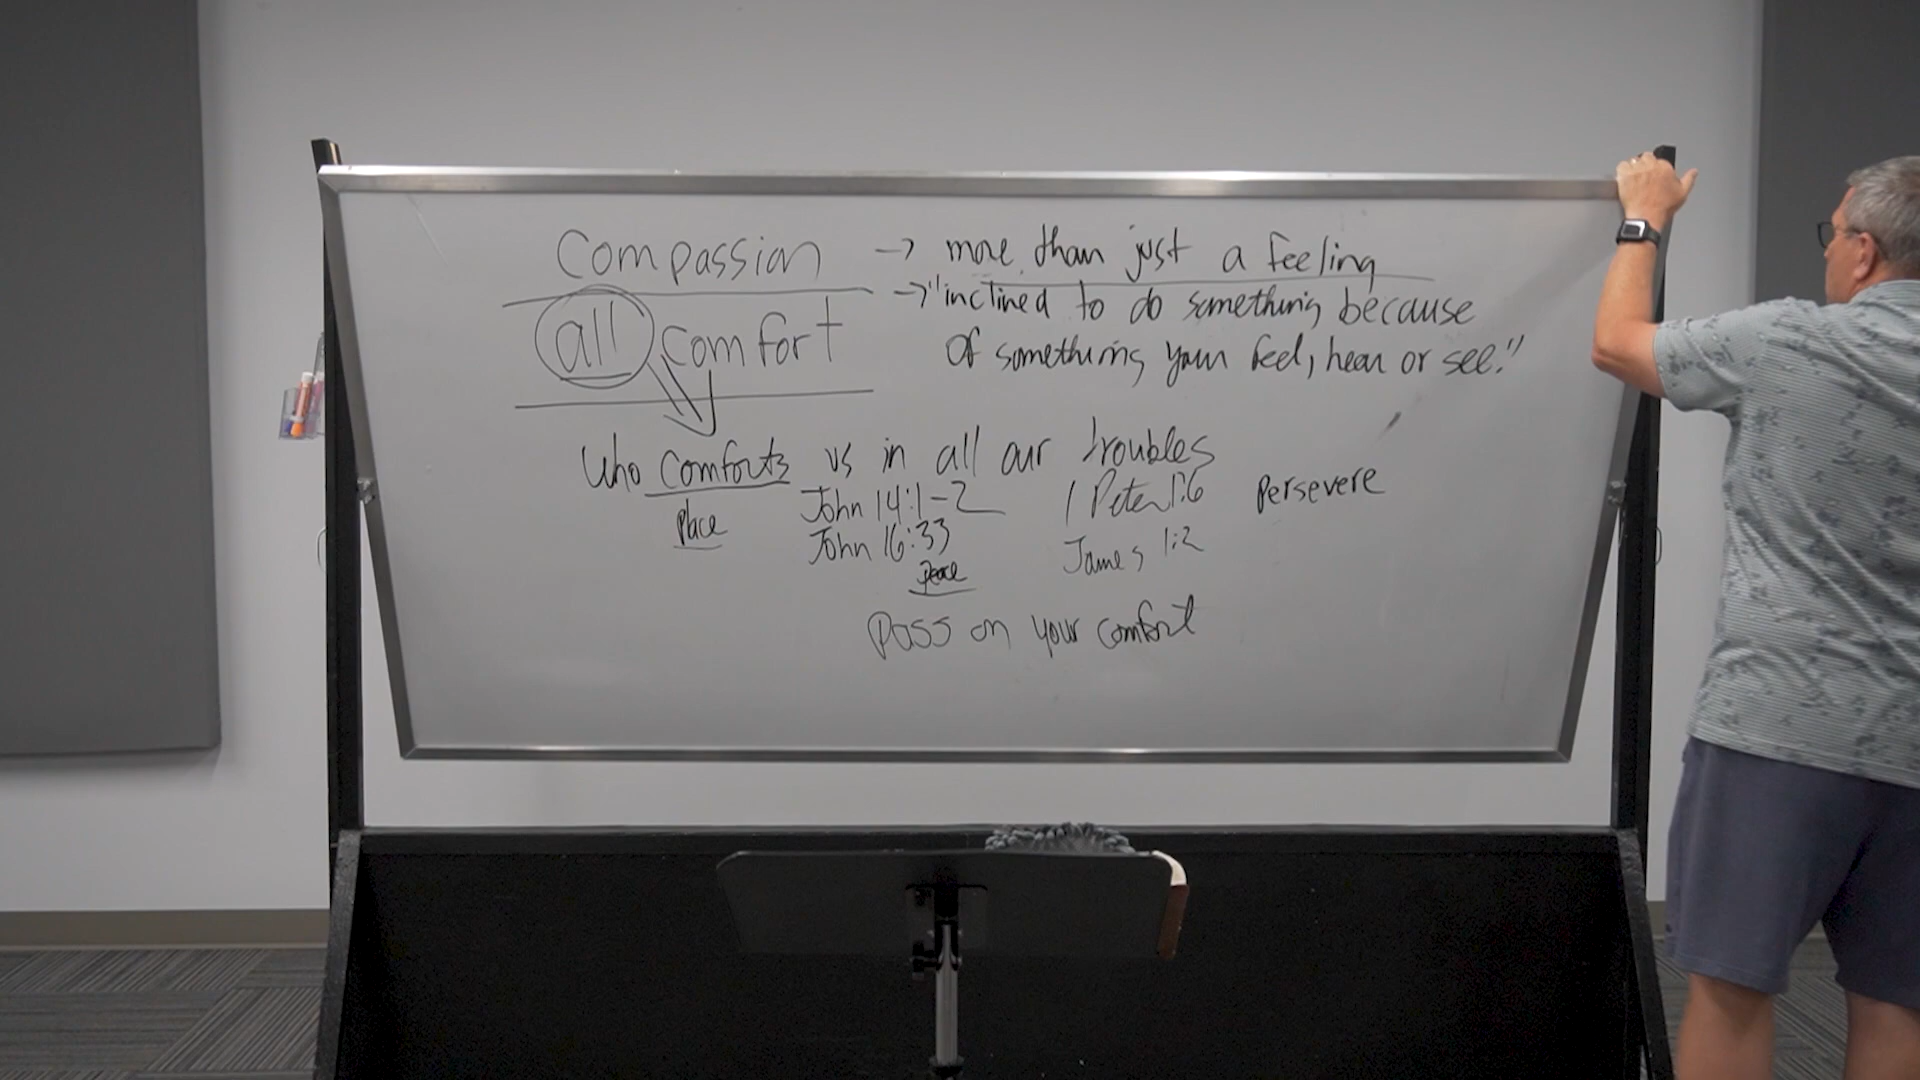 Compassion → more than just a feeling
→ "inclined to do something because
of something your feel, hear or see."
all comfort
Who comforts us in all our troubles
Place
John 14:1-2
John 16:33
Peace
1 Peter 1:6
James 1:2
Persevere
Pass on your comfort